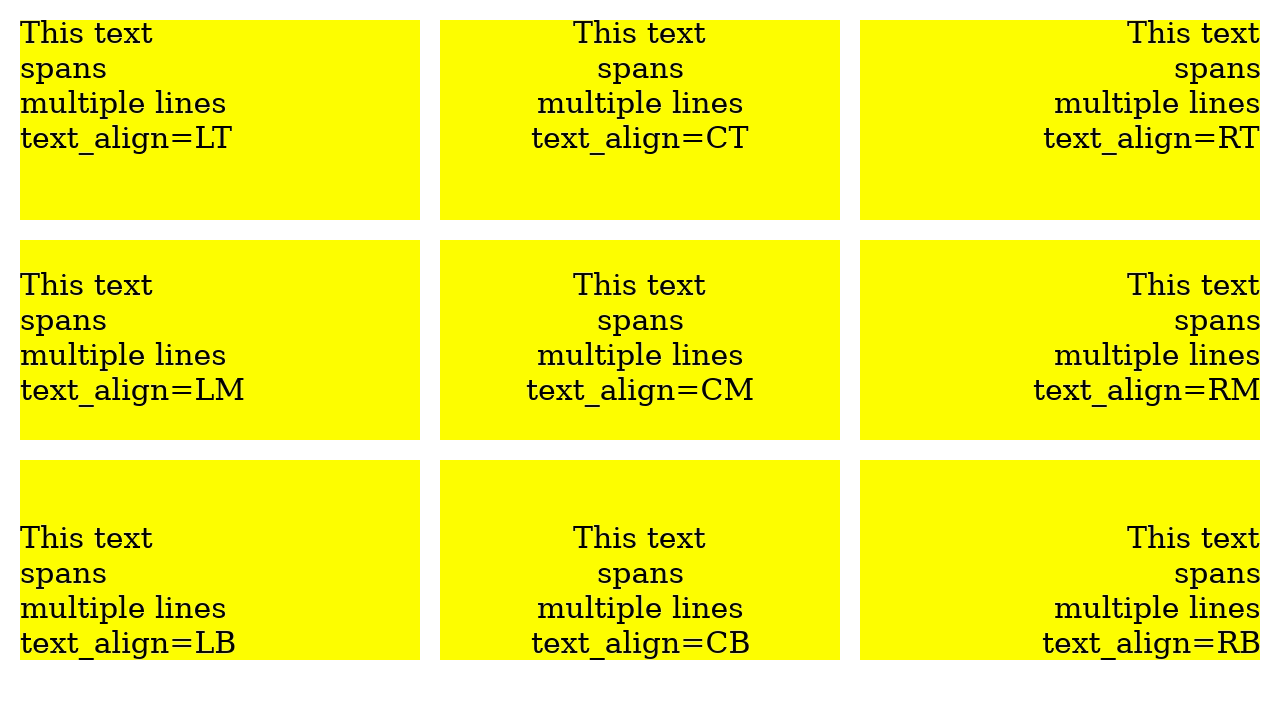 This text
spans
multiple lines
text_align=LT
This text
spans
multiple lines
text_align=CT
This text
spans
multiple lines
text_align=RT
This text
spans
multiple lines
text_align=LM
This text
spans
multiple lines
text_align=CM
This text
spans
multiple lines
text_align=RM
This text
spans
multiple lines
text_align=LB
This text
spans
multiple lines
text_align=CB
This text
spans
multiple lines
text_align=RB